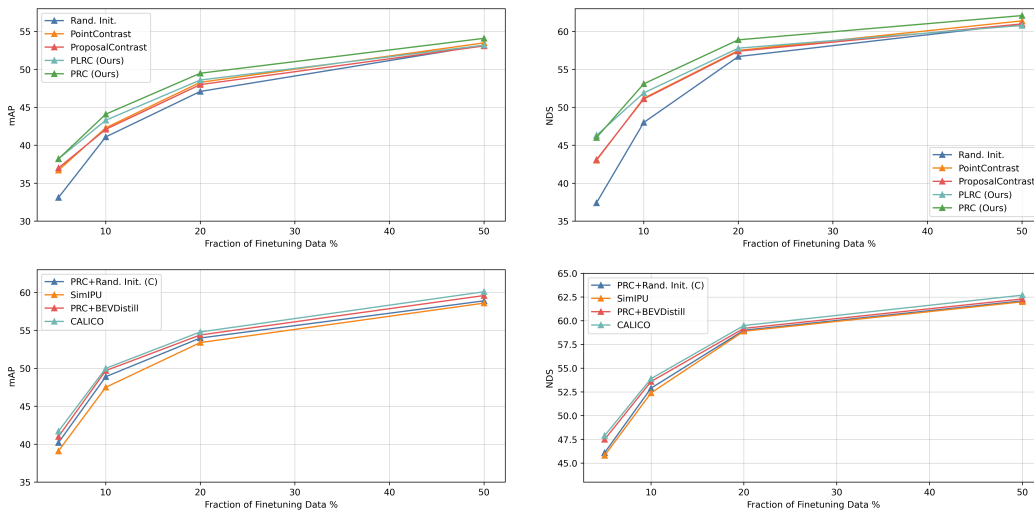 55
50
45
40
35
30
mAP
Rand. Init.
PointContrast
ProposalContrast
PLRC (Ours)
PRC (Ours)
10 20 30 40 50
Fraction of Finetuning Data %
60
55
50
45
40
35
NDS
Rand. Init.
PointContrast
ProposalContrast
PLRC (Ours)
PRC (Ours)
10 20 30 40 50
Fraction of Finetuning Data %
60
55
50
45
40
35
mAP
PRC+Rand. Init. (C)
SimIPU
PRC+BEVDistill
CALICO
10 20 30 40 50
Fraction of Finetuning Data %
65.0
62.5
60.0
57.5
55.0
52.5
50.0
47.5
45.0
NDS
PRC+Rand. Init. (C)
SimIPU
PRC+BEVDistill
CALICO
10 20 30 40 50
Fraction of Finetuning Data %